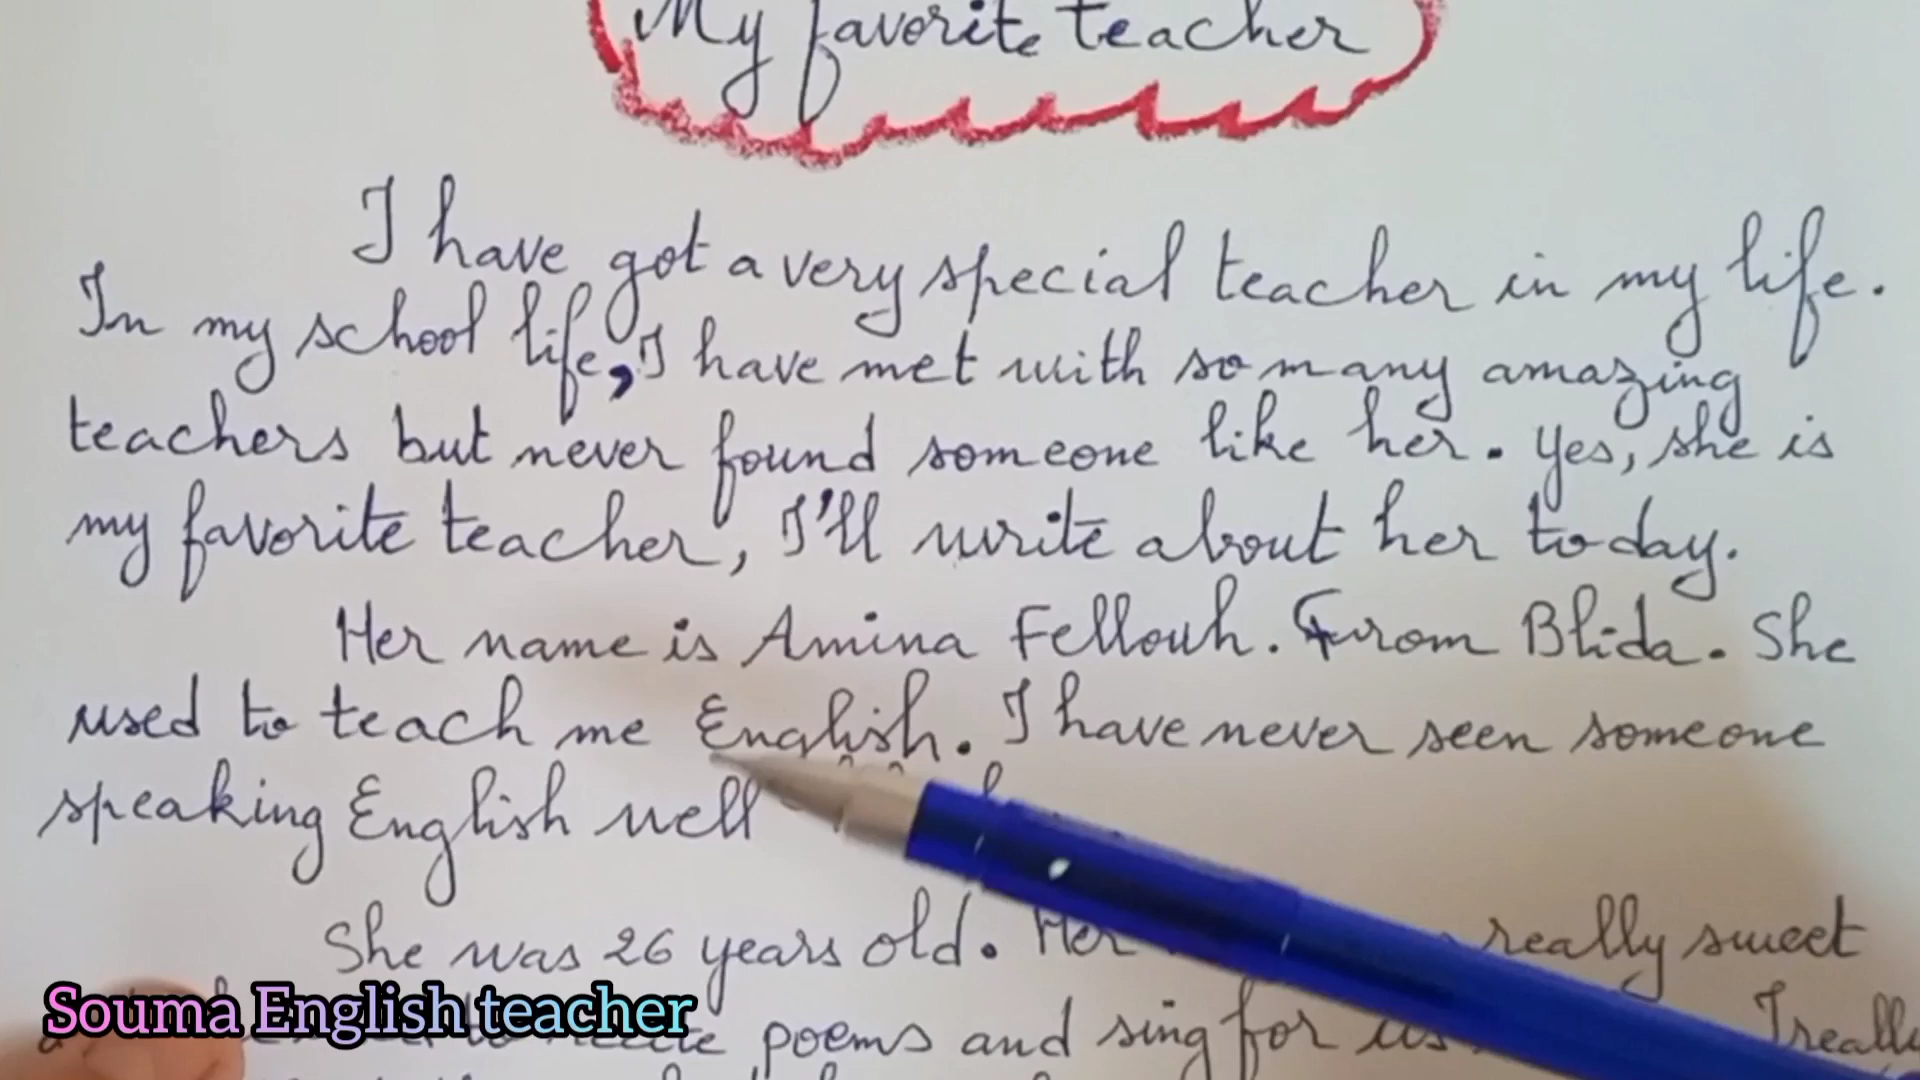 My favorite teacher
I have got a very special teacher in my life.
In my school life, I have met with so many amazing
teachers but never found someone like her. Yes, she is
my favorite teacher, I'll write about her today.
Her name is Amina Fellouh. From Blida. She
used to teach me English. I have never seen someone
speaking English well
She was 26 years old. Her really sweet
to recite poems and sing for us I really
Souma English teacher